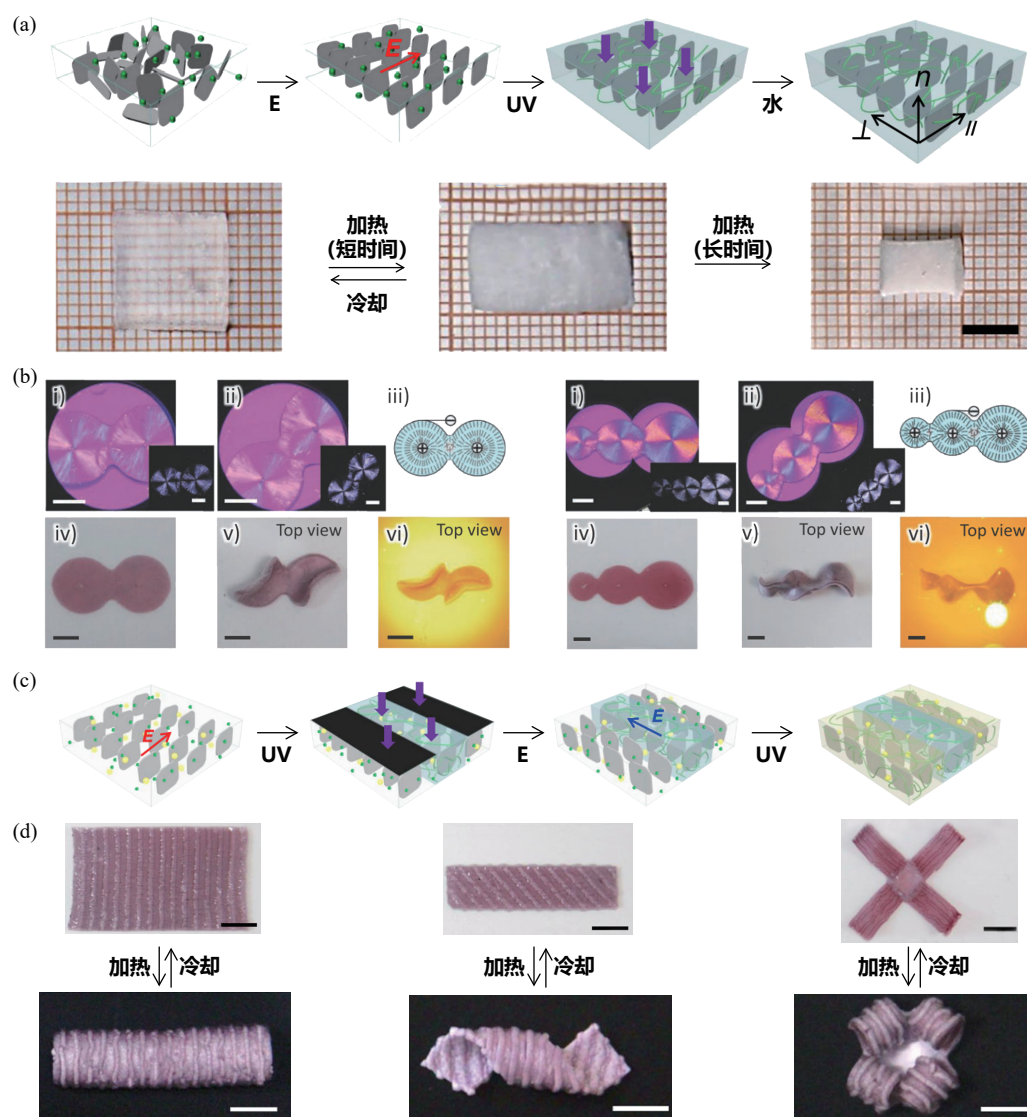 (a)
E
E
UV
水
n
⊥
//
加热
(短时间)
冷却
加热
(长时间)
(b)
i)
ii)
iii)
i)
ii)
iii)
iv)
v)
Top view
vi)
Top view
iv)
v)
Top view
vi)
Top view
(c)
E
UV
E
E
UV
(d)
加热
冷却
加热
冷却
加热
冷却